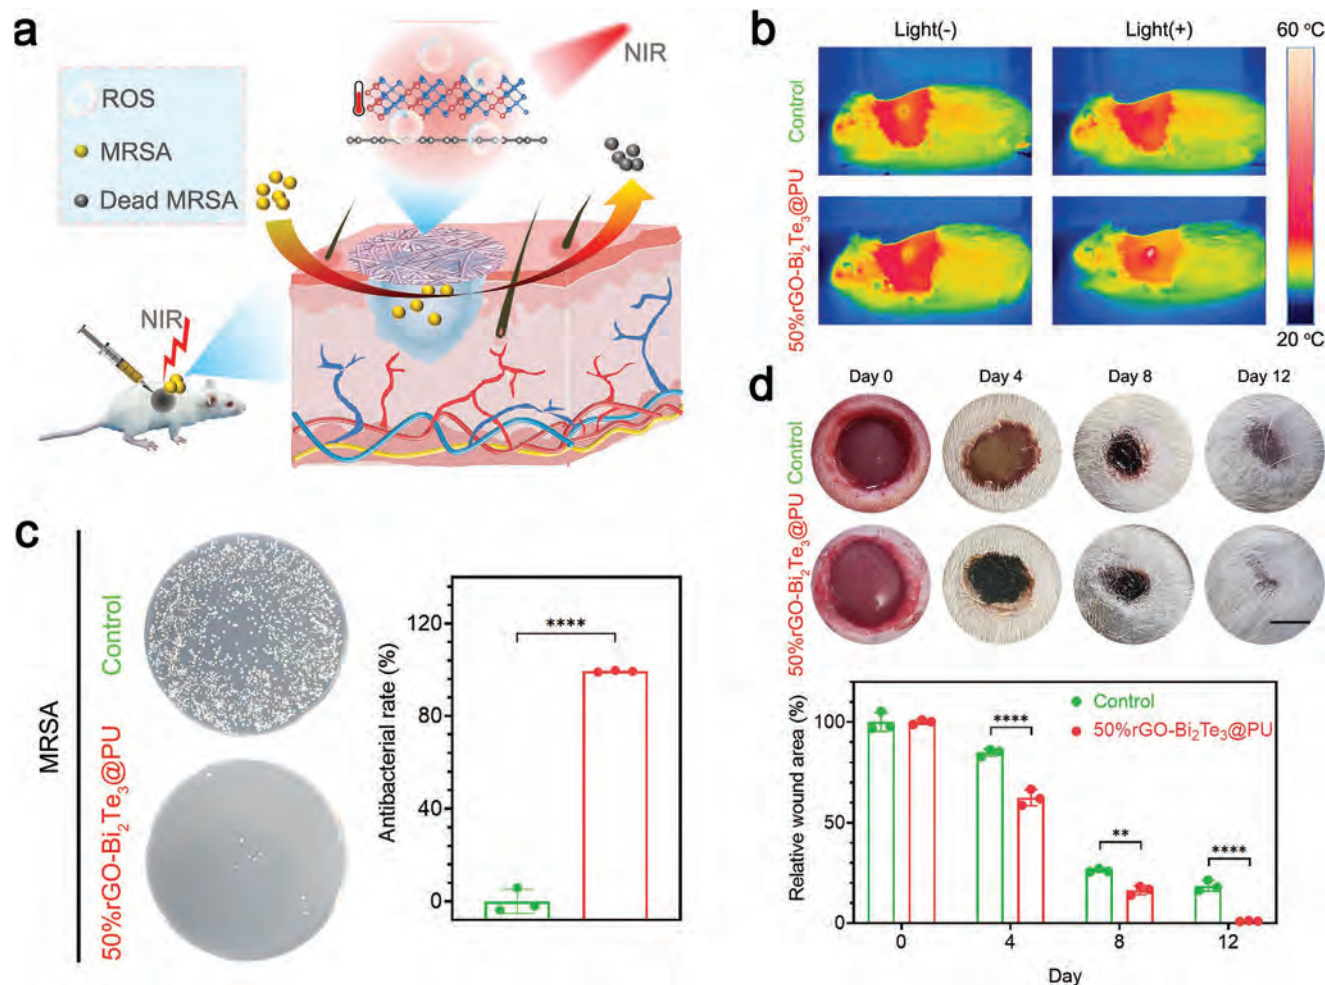 a
NIR
ROS
MRSA
Dead MRSA
NIR
b
Light(-)
Light(+)
60 °C
Control
50%rGO-Bi₂Te₃@PU
20 °C
c
MRSA
Control
50%rGO-Bi₂Te₃@PU
Antibacterial rate (%)
120
80
40
0
****
d
Day 0
Day 4
Day 8
Day 12
Control
50%rGO-Bi₂Te₃@PU
Relative wound area (%)
100
50
0
Control
50%rGO-Bi₂Te₃@PU
****
**
****
0
4
8
12
Day